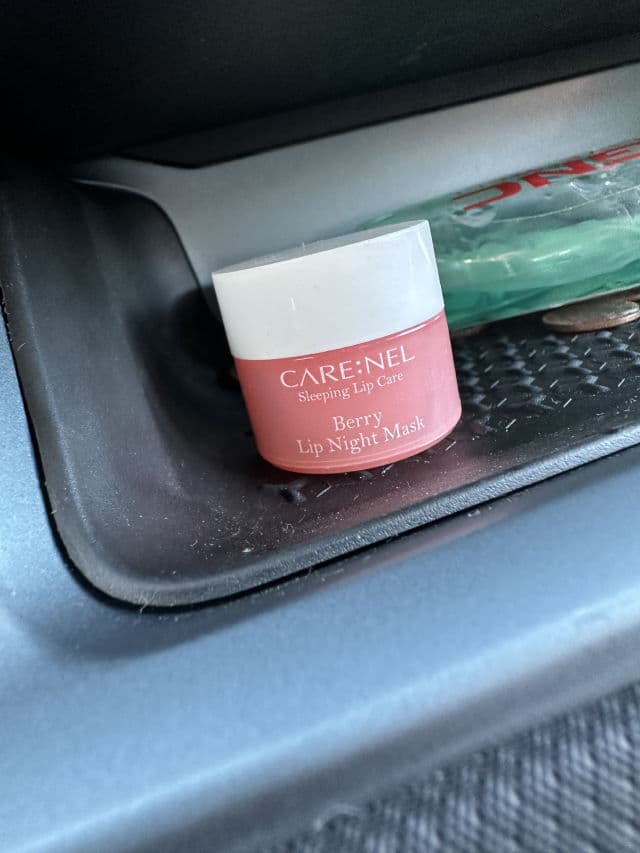 CARE:NEL
Sleeping Lip Care
Berry
Lip Night Mask